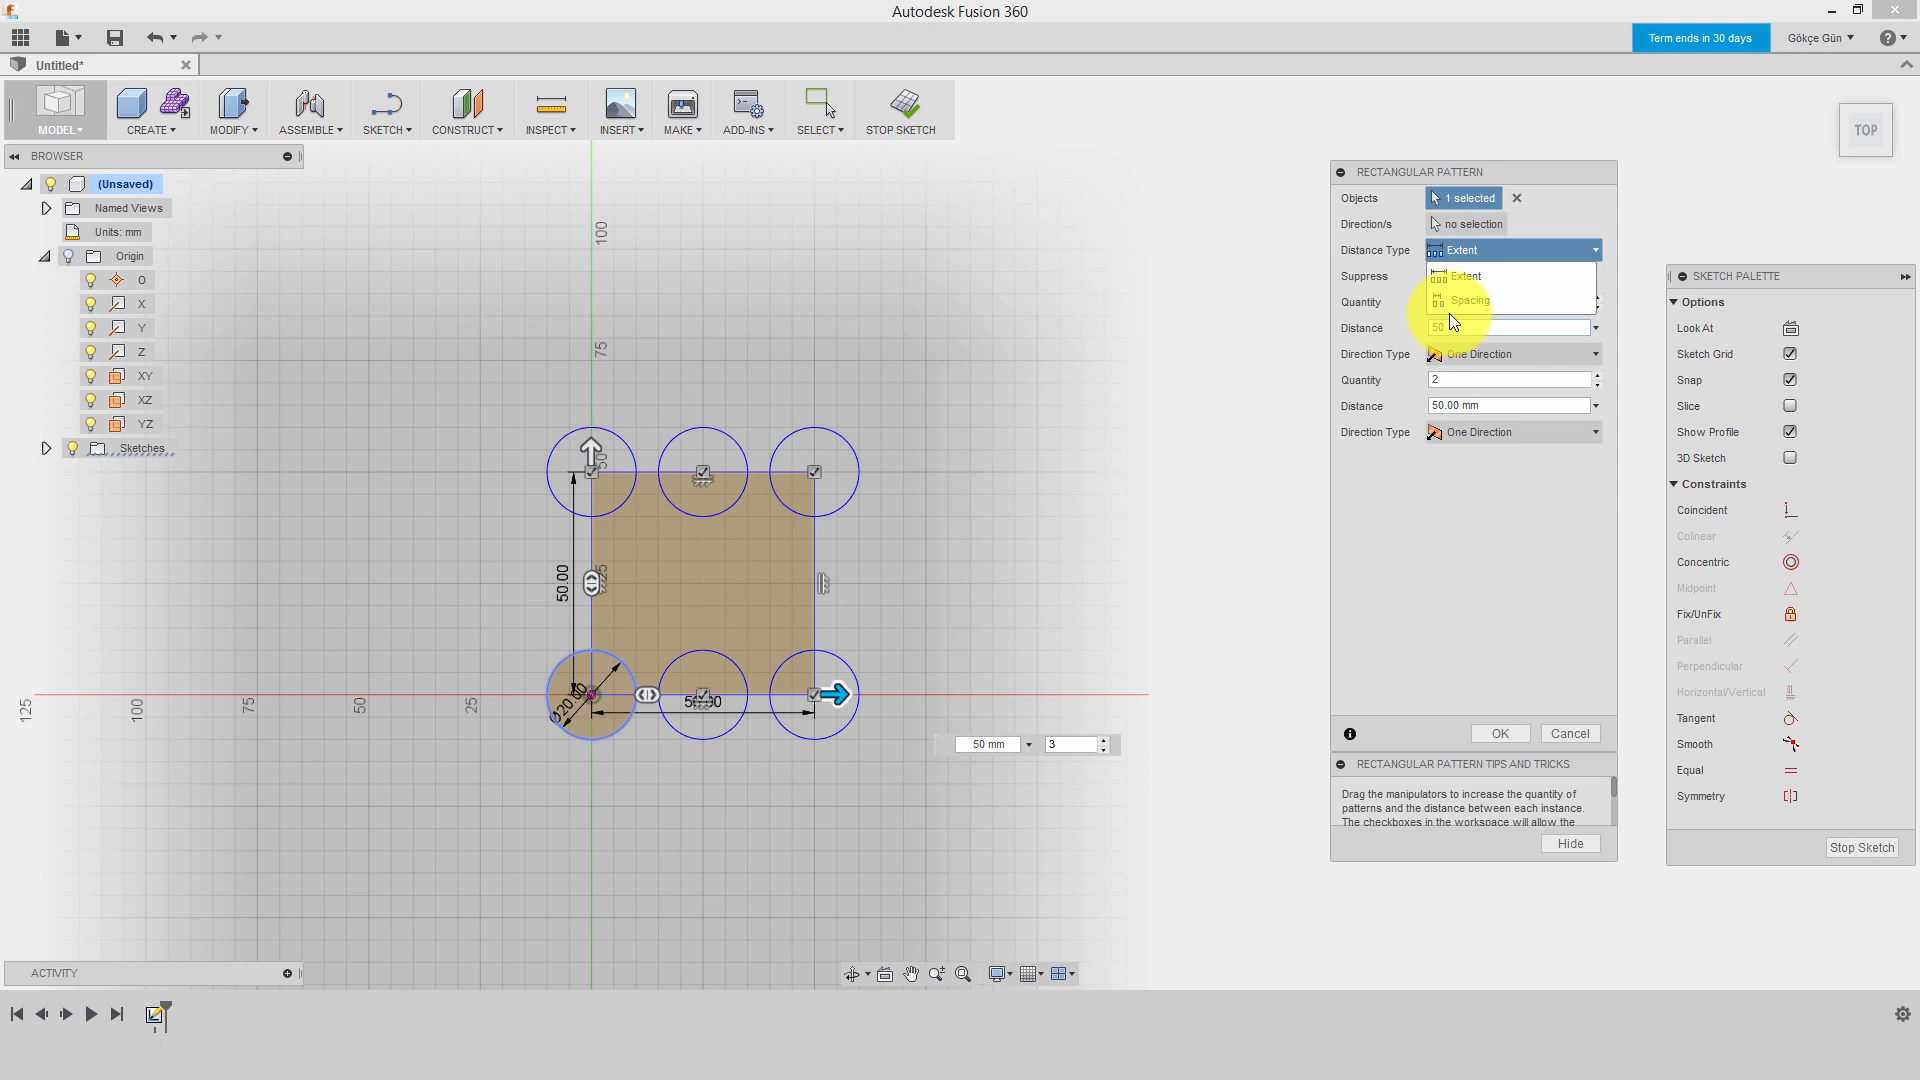 Autodesk Fusion 360
Term ends in 30 days
Gökçe Gün
Untitled*
MODEL
CREATE
MODIFY
ASSEMBLE
SKETCH
CONSTRUCT
INSPECT
INSERT
MAKE
ADD-INS
SELECT
STOP SKETCH
TOP
BROWSER
(Unsaved)
Named Views
Units: mm
Origin
O
X
Y
Z
XY
XZ
YZ
Sketches
100
75
50
25
50.00
Ø20.00
50.00
125
100
75
50
25
50 mm
3
RECTANGULAR PATTERN
Objects
1 selected
Direction/s
no selection
Distance Type
Extent
Extent
Suppress
Spacing
Quantity
Distance
50
Direction Type
One Direction
Quantity
2
Distance
50.00 mm
Direction Type
One Direction
OK
Cancel
RECTANGULAR PATTERN TIPS AND TRICKS
Drag the manipulators to increase the quantity of
patterns and the distance between each instance.
The checkboxes in the workspace will allow the
Hide
SKETCH PALETTE
Options
Look At
Sketch Grid
Snap
Slice
Show Profile
3D Sketch
Constraints
Coincident
Colinear
Concentric
Midpoint
Fix/UnFix
Parallel
Perpendicular
Horizontal/Vertical
Tangent
Smooth
Equal
Symmetry
Stop Sketch
ACTIVITY